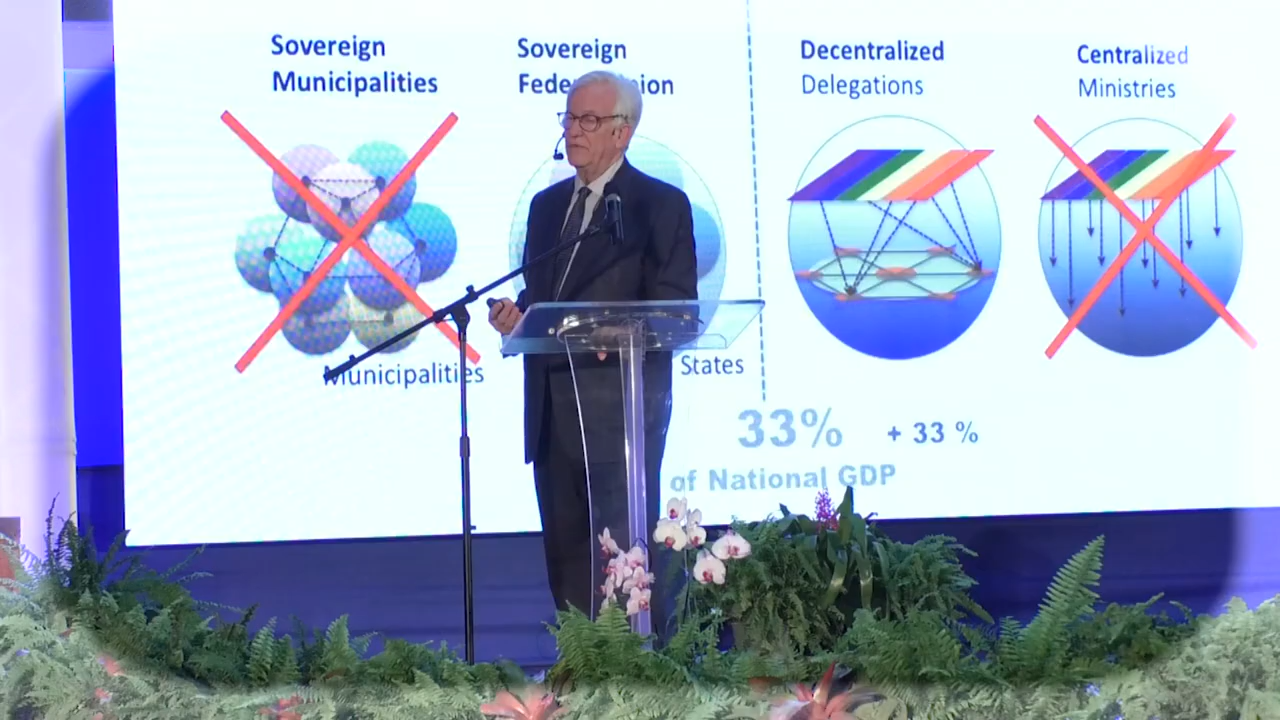 Sovereign
Municipalities
Sovereign
Decentralized
Delegations
Centralized
Ministries
Municipalities
States
33%
+ 33 %
of National GDP